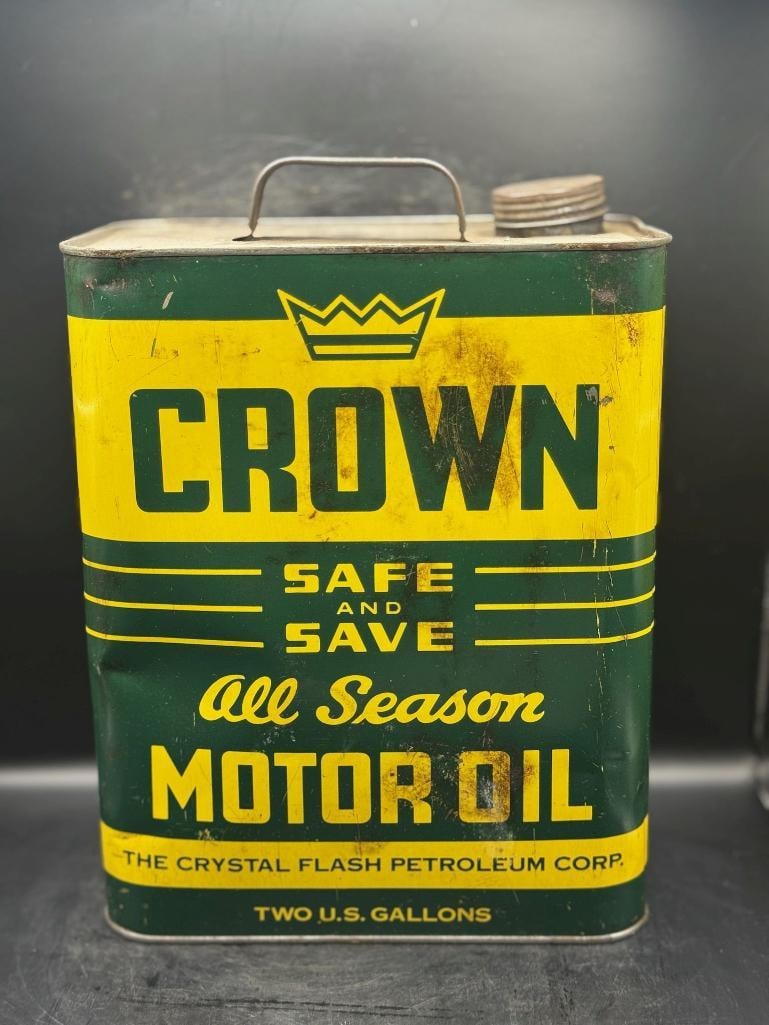 CROWN
SAFE
AND
SAVE
All Season
MOTOR OIL
THE CRYSTAL FLASH PETROLEUM CORP.
TWO U.S. GALLONS